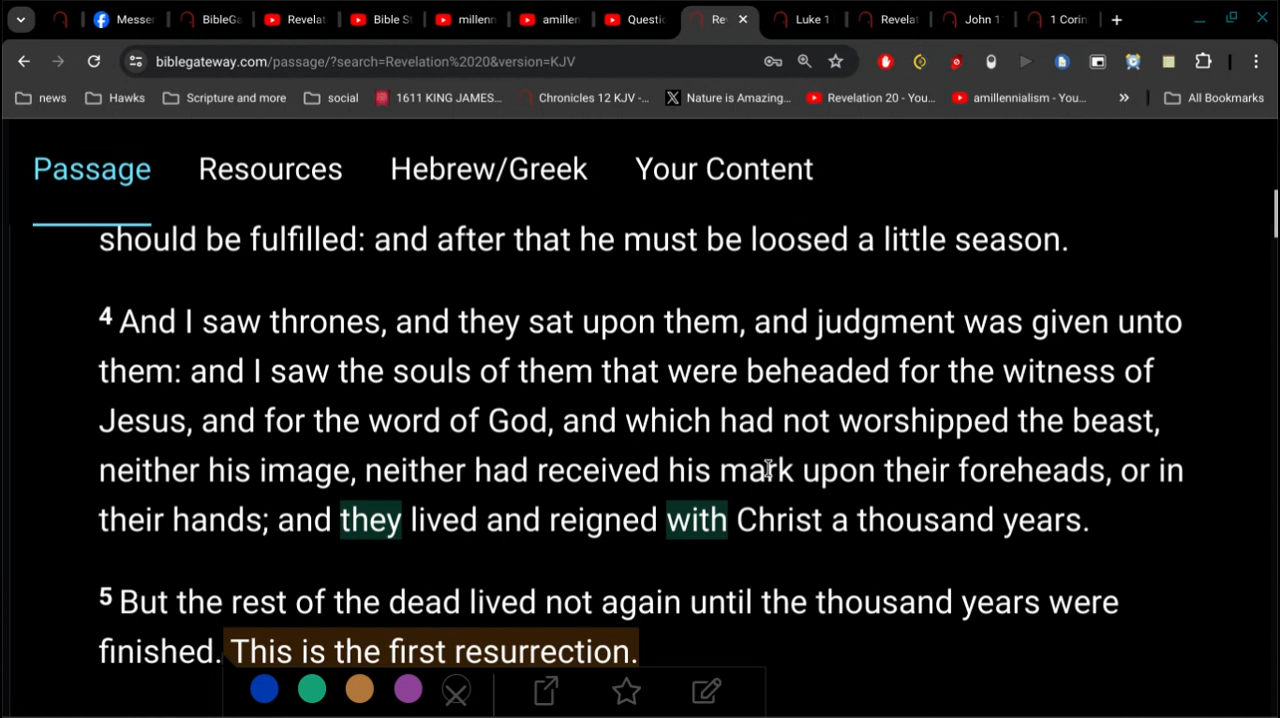 Messer
BibleGa
Revelat
Bible S
millenn
amillen
Questio
Re
Luke 1
Revelat
John 1
1 Corin
biblegateway.com/passage/?search=Revelation%2020&version=KJV
news
Hawks
Scripture and more
social
1611 KING JAMES...
Chronicles 12 KJV -...
Nature is Amazing...
Revelation 20 - You...
amillennialism - You...
All Bookmarks
Passage
Resources
Hebrew/Greek
Your Content
should be fulfilled: and after that he must be loosed a little season.
4 And I saw thrones, and they sat upon them, and judgment was given unto
them: and I saw the souls of them that were beheaded for the witness of
Jesus, and for the word of God, and which had not worshipped the beast,
neither his image, neither had received his mark upon their foreheads, or in
their hands; and they lived and reigned with Christ a thousand years.
5 But the rest of the dead lived not again until the thousand years were
finished. This is the first resurrection.